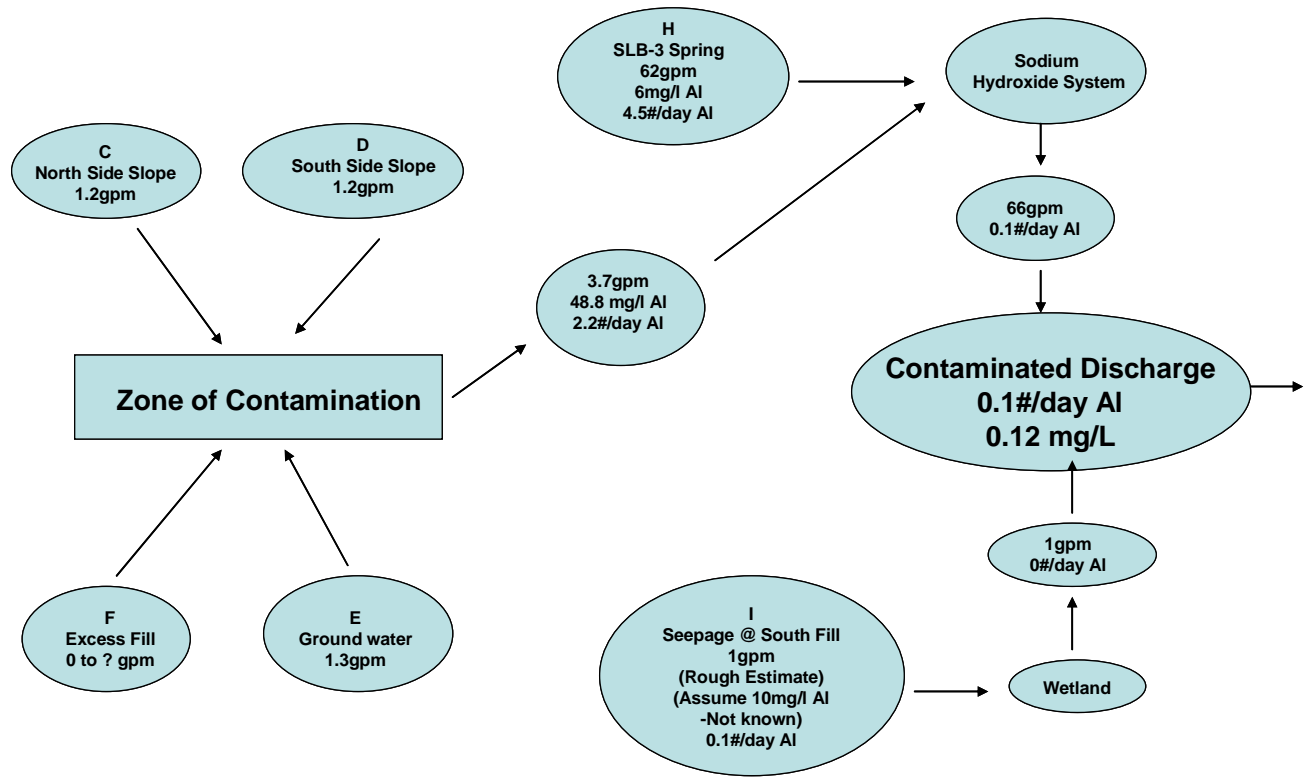 H
SLB-3 Spring
62gpm
6mg/l Al
4.5#/day Al
Sodium
Hydroxide System
C
North Side Slope
1.2gpm
D
South Side Slope
1.2gpm
66gpm
0.1#/day Al
3.7gpm
48.8 mg/l Al
2.2#/day Al
Zone of Contamination
Contaminated Discharge
0.1#/day Al
0.12 mg/L
1gpm
0#/day Al
F
Excess Fill
0 to ? gpm
E
Ground water
1.3gpm
I
Seepage @ South Fill
1gpm
(Rough Estimate)
(Assume 10mg/l Al
-Not known)
0.1#/day Al
Wetland